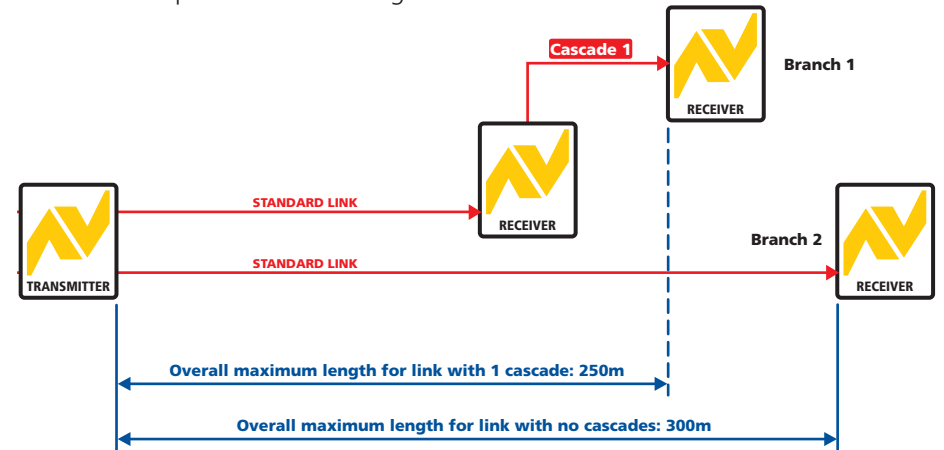 Cascade 1
Branch 1
RECEIVER
STANDARD LINK
RECEIVER
Branch 2
STANDARD LINK
TRANSMITTER
RECEIVER
Overall maximum length for link with 1 cascade: 250m
Overall maximum length for link with no cascades: 300m